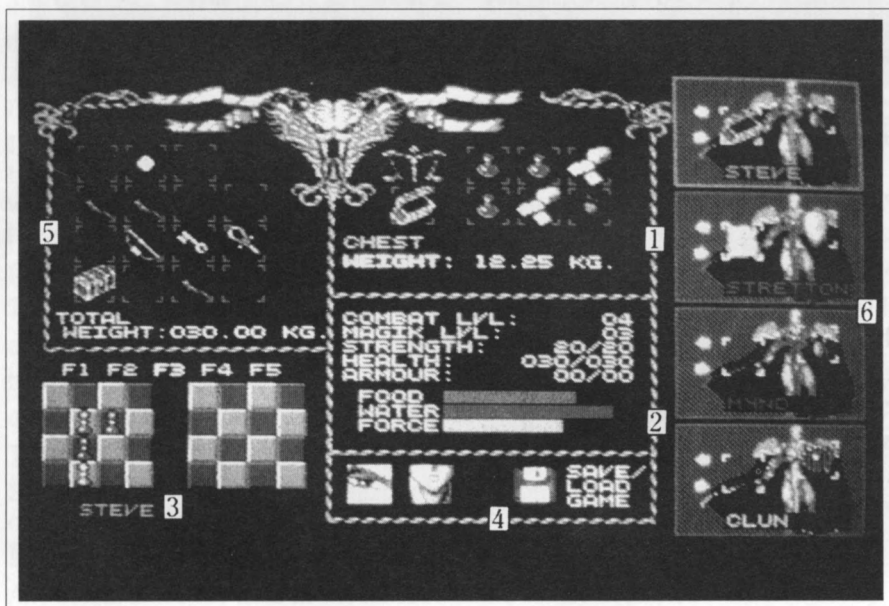 STEVE
5
1
CHEST
WEIGHT: 12.25 KG.
STRETTON
6
TOTAL
WEIGHT:030.00 KG.
COMBAT LVL: 04
MAGIK LVL: 03
STRENGTH: 20/20
HEALTH: 030/030
ARMOUR: 00/00
F1 F2 F3 F4 F5
FOOD
WATER
FORCE
2
MYND
STEVE 3
4
SAVE/
LOAD
GAME
CLUN